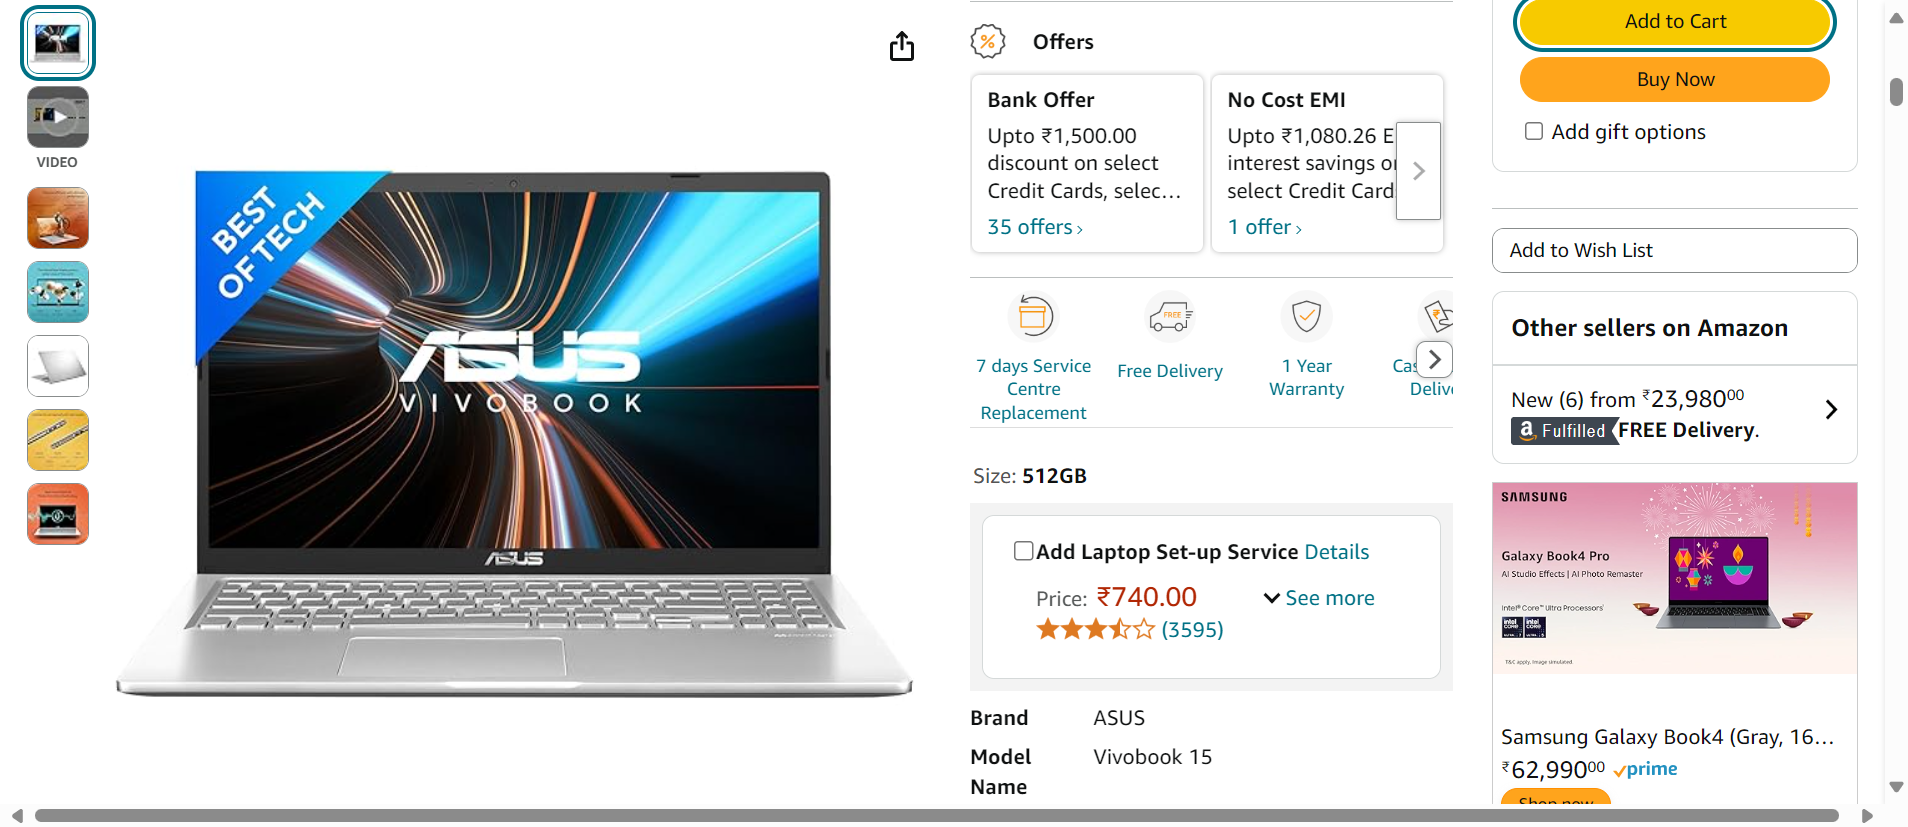 VIDEO
BEST
OF TECH
ASUS
VIVOBOOK
ASUS
Offers
Bank Offer
Upto ₹1,500.00
discount on select
Credit Cards, selec...
35 offers ›
No Cost EMI
Upto ₹1,080.26 E
interest savings or
select Credit Card
1 offer ›
7 days Service
Centre
Replacement
FREE
Free Delivery
1 Year
Warranty
Cas
Delive
Size: 512GB
Add Laptop Set-up Service Details
Price: ₹740.00
See more
(3595)
Brand ASUS
Model Vivobook 15
Name
Add to Cart
Buy Now
Add gift options
Add to Wish List
Other sellers on Amazon
New (6) from ₹23,98000
a Fulfilled FREE Delivery.
SAMSUNG
Galaxy Book4 Pro
AI Studio Effects | AI Photo Remaster
Intel® Core™ Ultra Processors
T&C apply. Image simulated.
Samsung Galaxy Book4 (Gray, 16...
₹62,99000 prime
Shop now